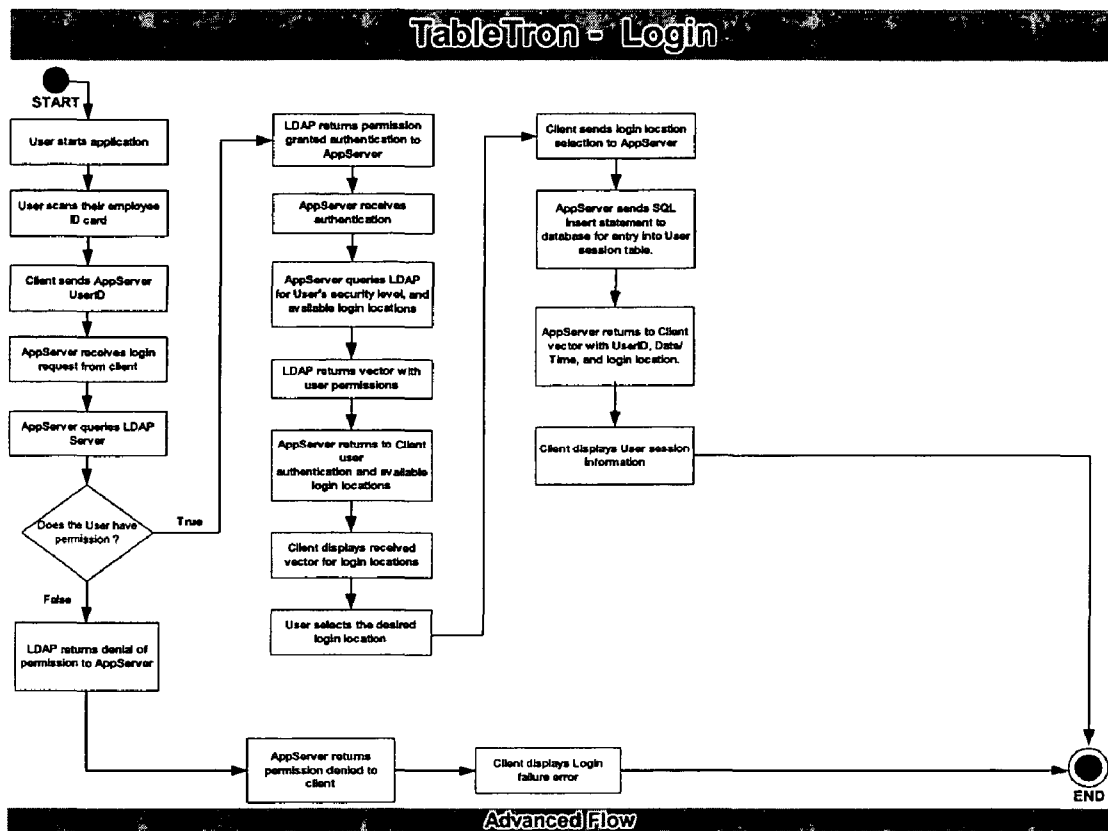 TableTron - Login
START
User starts application
User scans their employee
ID card
Client sends AppServer
UserID
AppServer receives login
request from client
AppServer queries LDAP
Server
Does the User have
permission ?
True
False
LDAP returns denial of
permission to AppServer
LDAP returns permission
granted authentication to
AppServer
AppServer receives
authentication
AppServer queries LDAP
for User's security level, and
available login locations
LDAP returns vector with
user permissions
AppServer returns to Client
user
authentication and available
login locations
Client displays received
vector for login locations
User selects the desired
login location
Client sends login location
selection to AppServer
AppServer sends SQL
Insert statement to
database for entry into User
session table.
AppServer returns to Client
vector with UserID, Date/
Time, and login location.
Client displays User session
Information
AppServer returns
permission denied to
client
Client displays Login
failure error
END
Advanced Flow